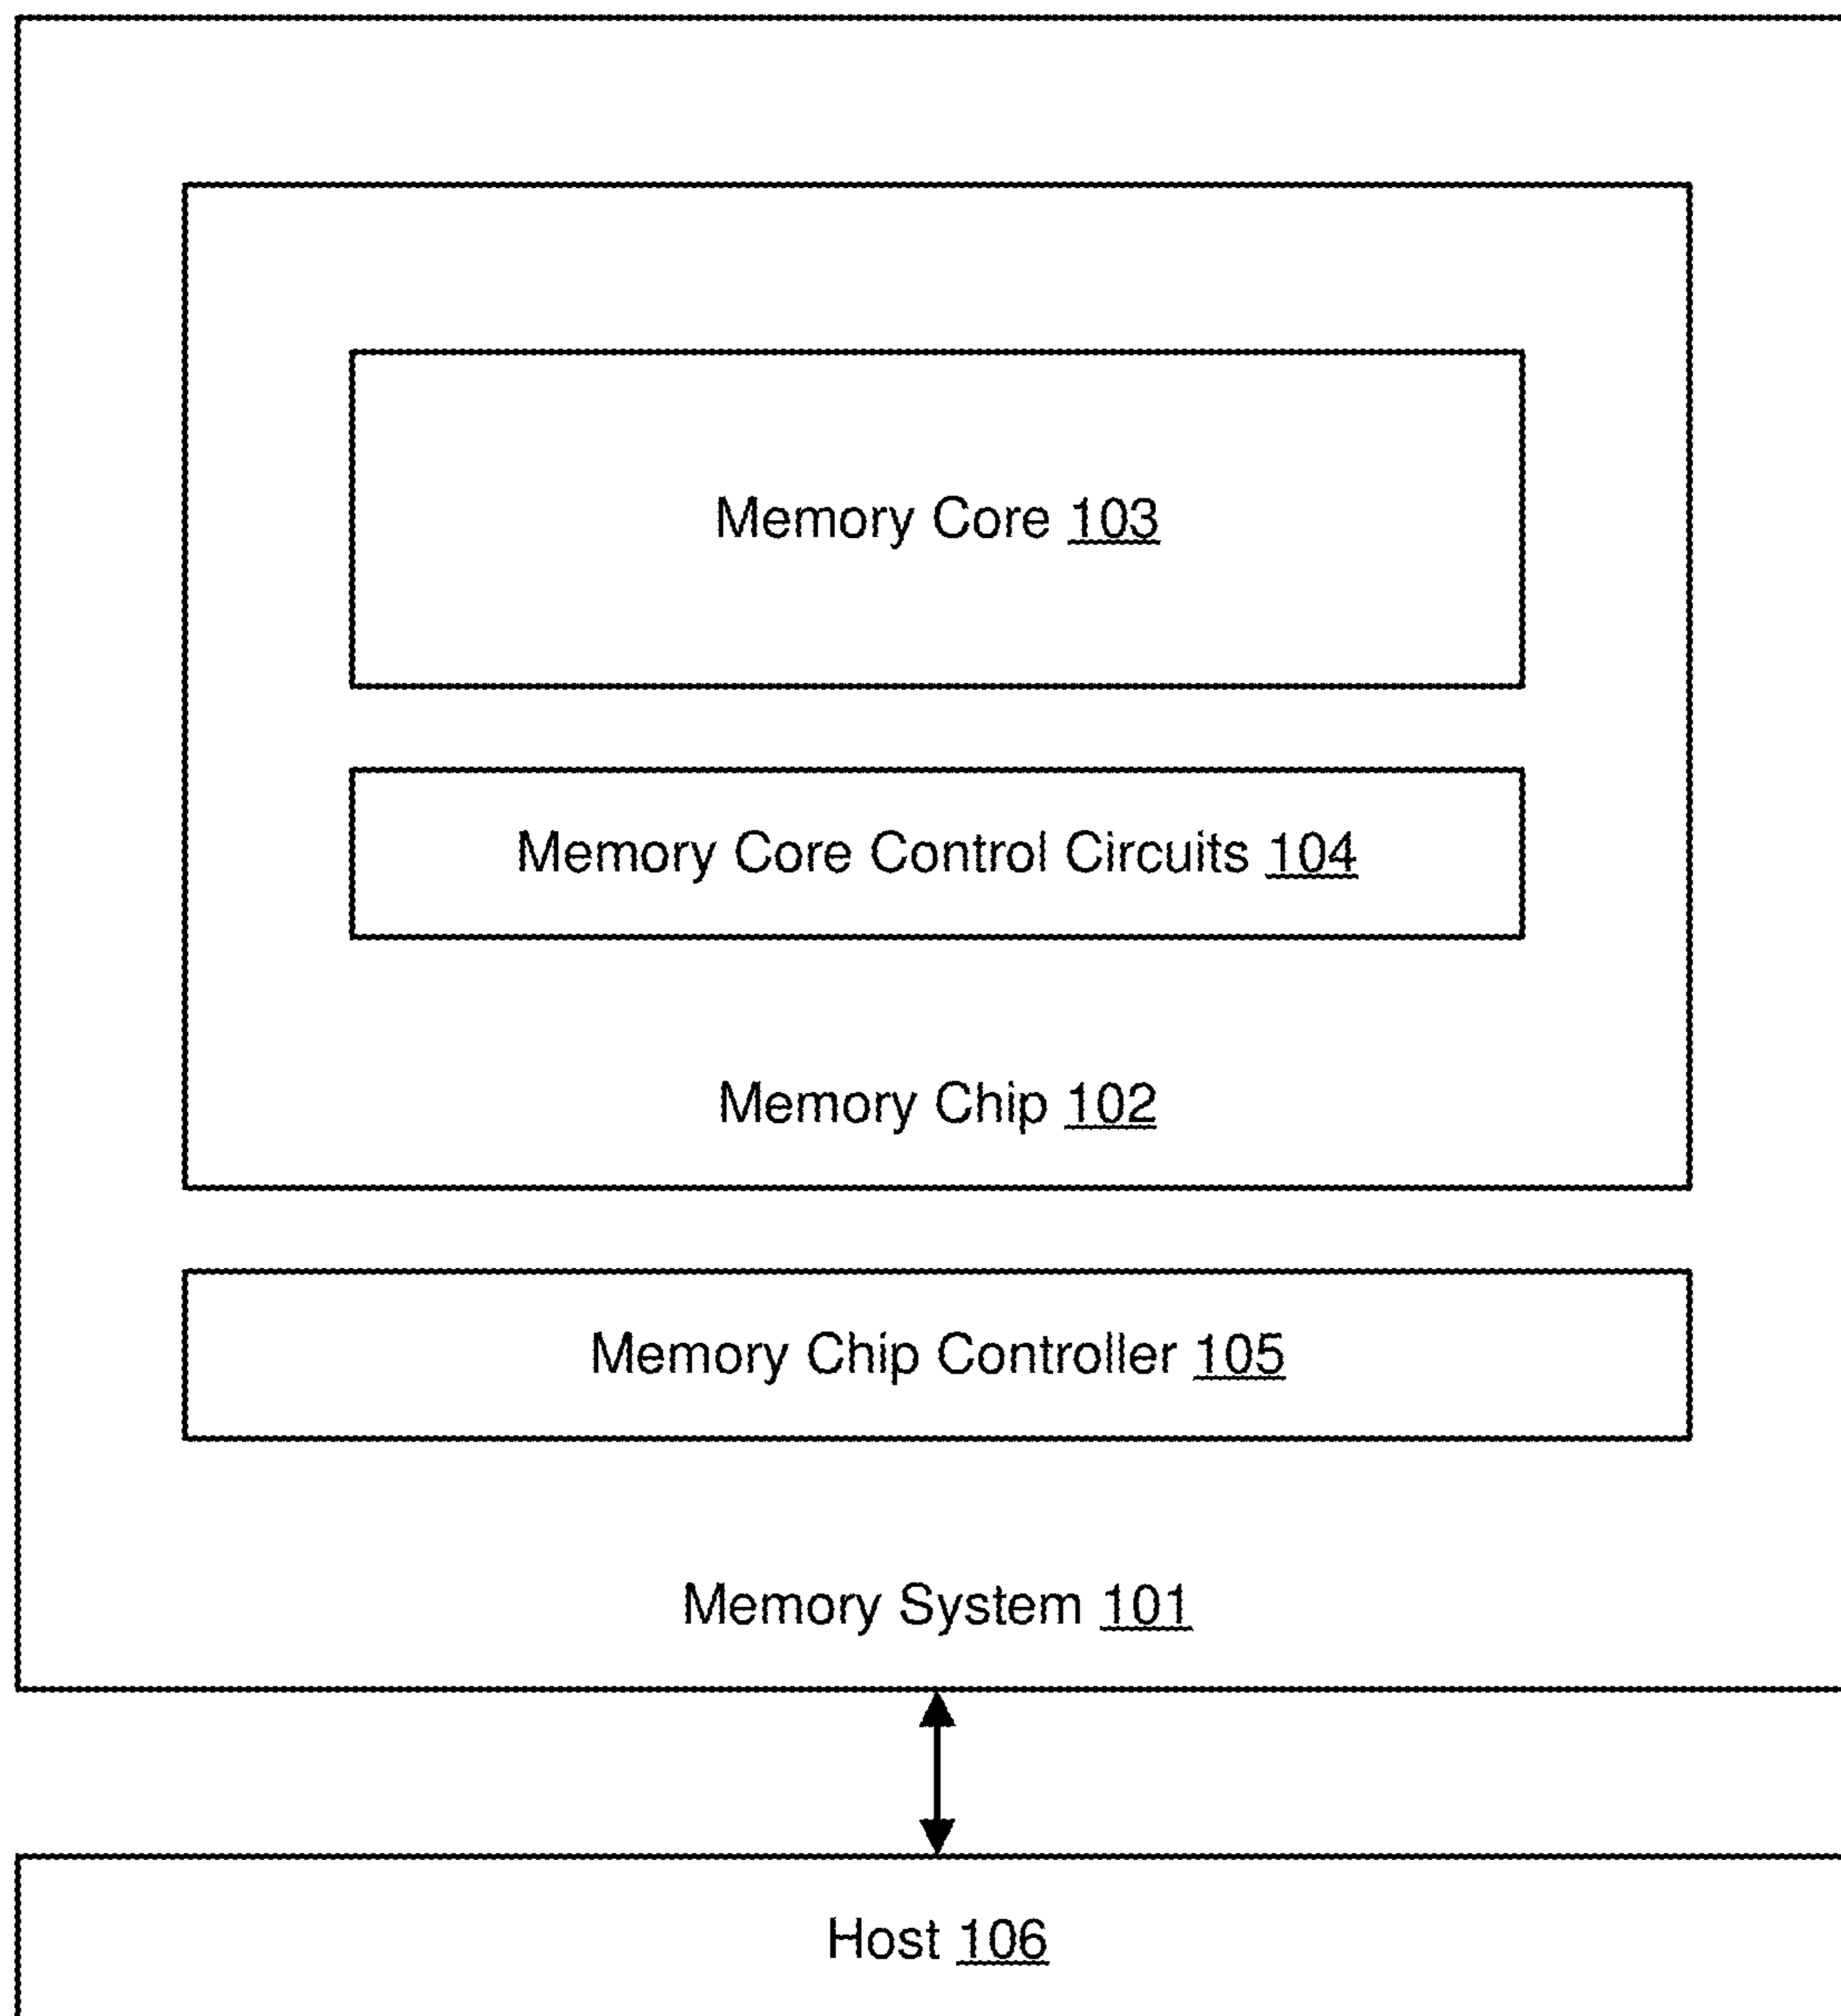 Memory Core 103
Memory Core Control Circuits 104
Memory Chip 102
Memory Chip Controller 105
Memory System 101
Host 106